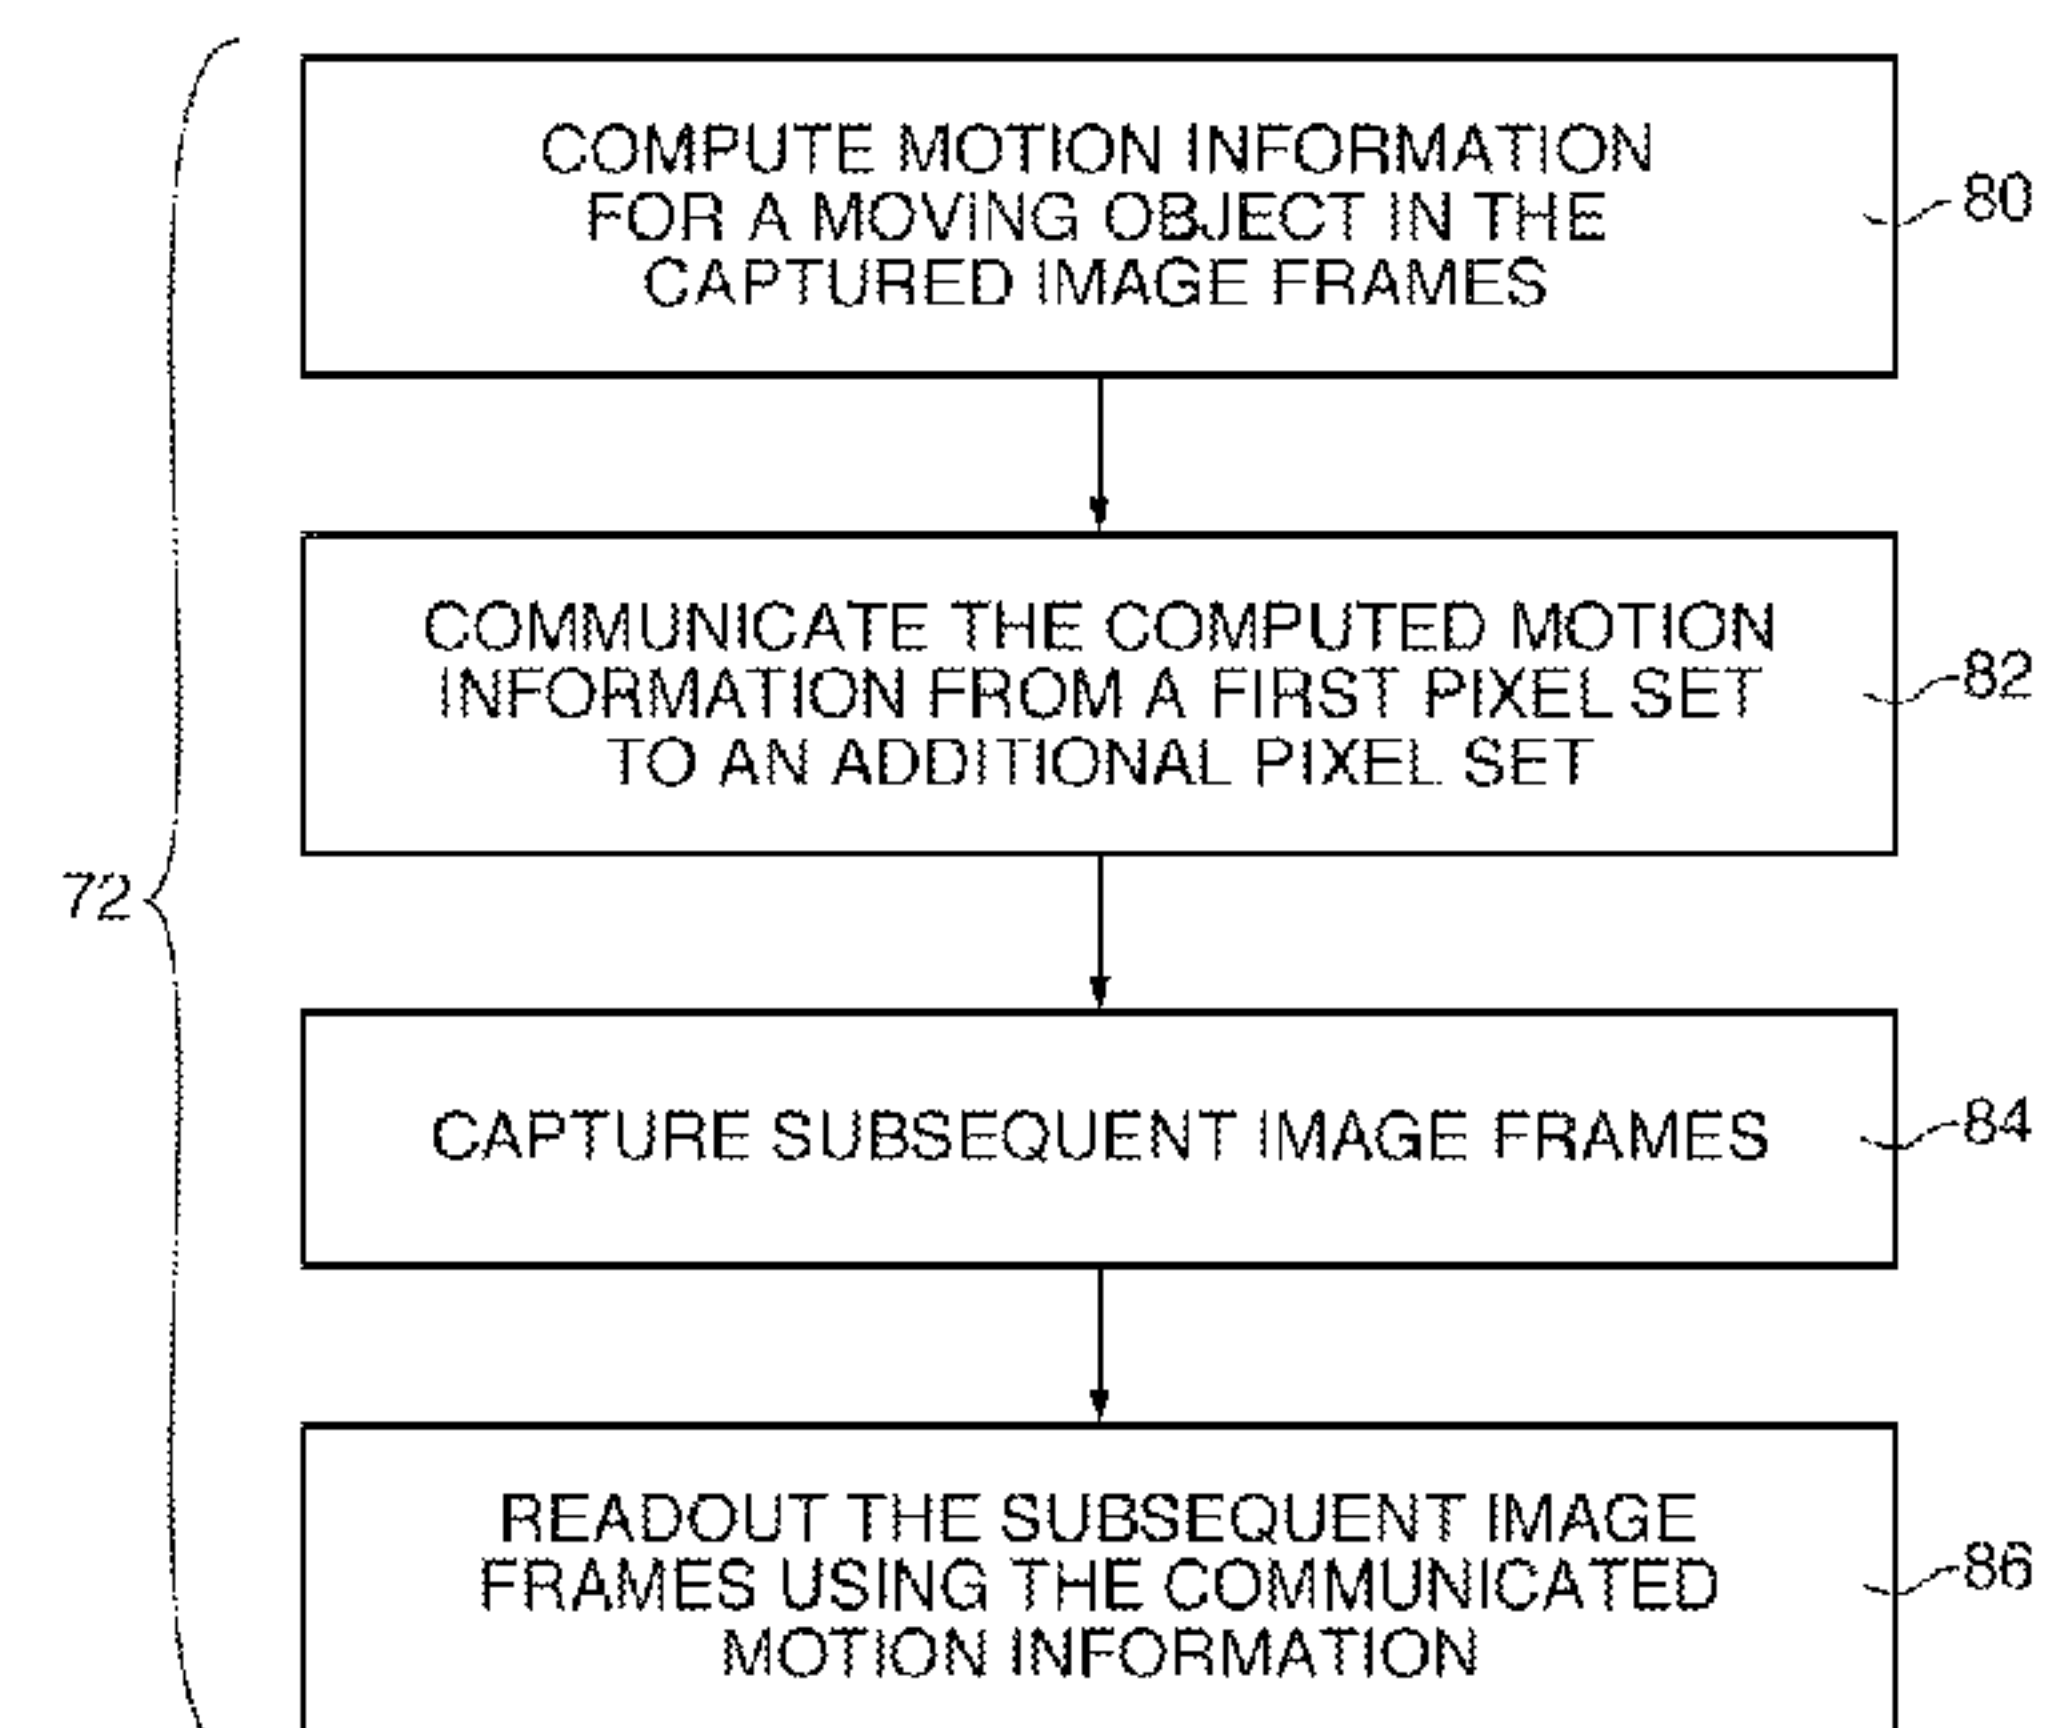 COMPUTE MOTION INFORMATION
FOR A MOVING OBJECT IN THE
CAPTURED IMAGE FRAMES
80
COMMUNICATE THE COMPUTED MOTION
INFORMATION FROM A FIRST PIXEL SET
TO AN ADDITIONAL PIXEL SET
82
72
CAPTURE SUBSEQUENT IMAGE FRAMES
84
READOUT THE SUBSEQUENT IMAGE
FRAMES USING THE COMMUNICATED
MOTION INFORMATION
86